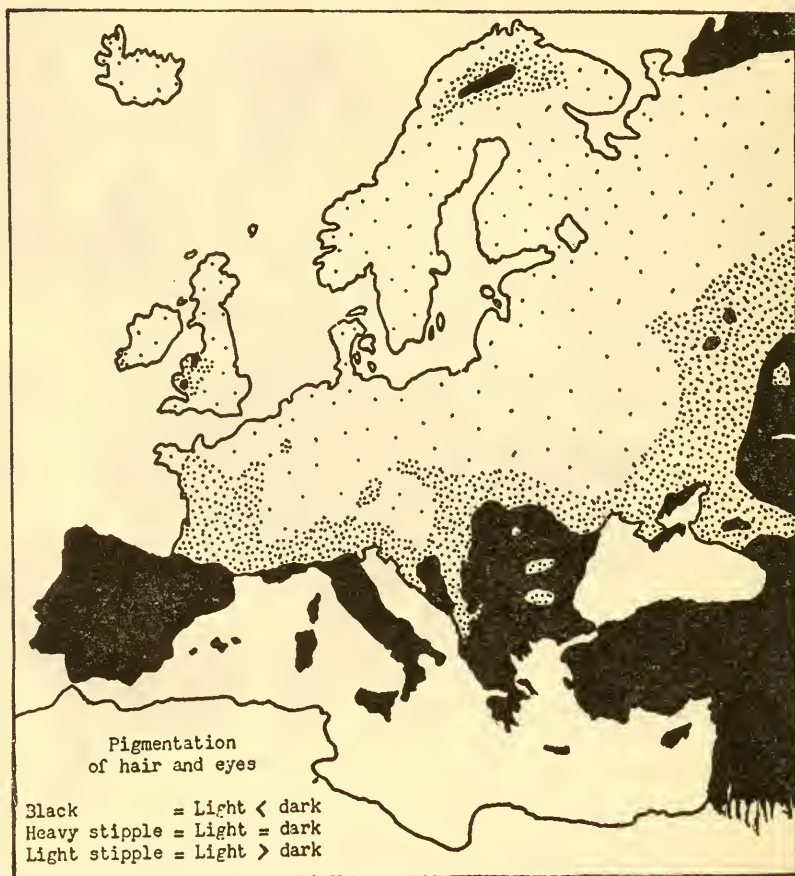 Pigmentation
of hair and eyes
Black = Light < dark
Heavy stipple = Light = dark
Light stipple = Light > dark